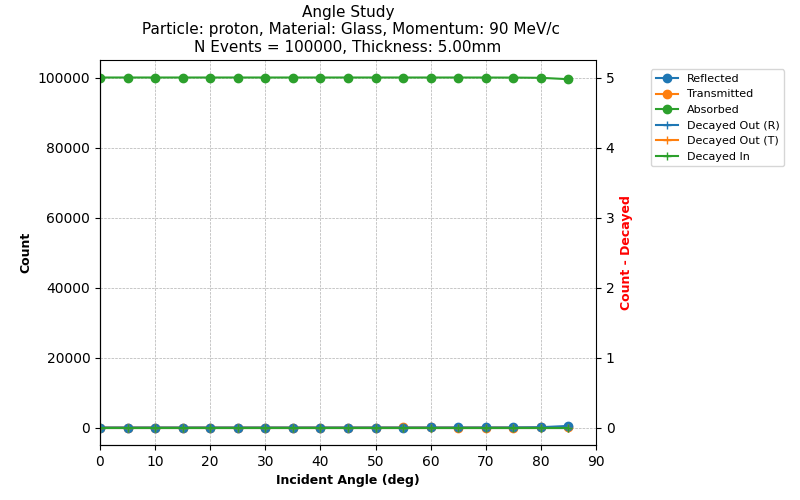 Angle Study
Particle: proton, Material: Glass, Momentum: 90 MeV/c
N Events = 100000, Thickness: 5.00mm
100000
80000
60000
40000
20000
0
Count
5
4
3
2
1
0
Count - Decayed
0 10 20 30 40 50 60 70 80 90
Incident Angle (deg)
Reflected
Transmitted
Absorbed
Decayed Out (R)
Decayed Out (T)
Decayed In